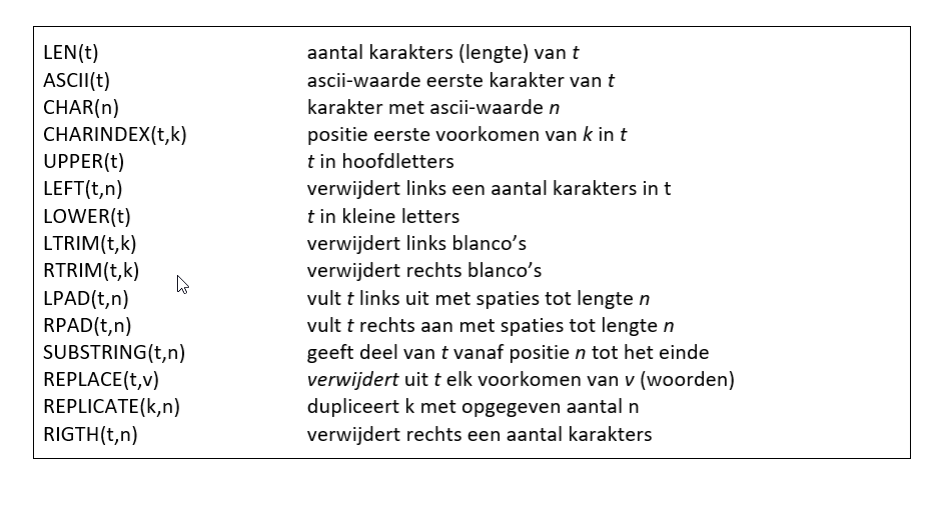 LEN(t) aantal karakters (lengte) van t
ASCII(t) ascii-waarde eerste karakter van t
CHAR(n) karakter met ascii-waarde n
CHARINDEX(t,k) positie eerste voorkomen van k in t
UPPER(t) t in hoofdletters
LEFT(t,n) verwijdert links een aantal karakters in t
LOWER(t) t in kleine letters
LTRIM(t,k) verwijdert links blanco’s
RTRIM(t,k) verwijdert rechts blanco’s
LPAD(t,n) vult t links uit met spaties tot lengte n
RPAD(t,n) vult t rechts aan met spaties tot lengte n
SUBSTRING(t,n) geeft deel van t vanaf positie n tot het einde
REPLACE(t,v) verwijdert uit t elk voorkomen van v (woorden)
REPLICATE(k,n) dupliceert k met opgegeven aantal n
RIGTH(t,n) verwijdert rechts een aantal karakters